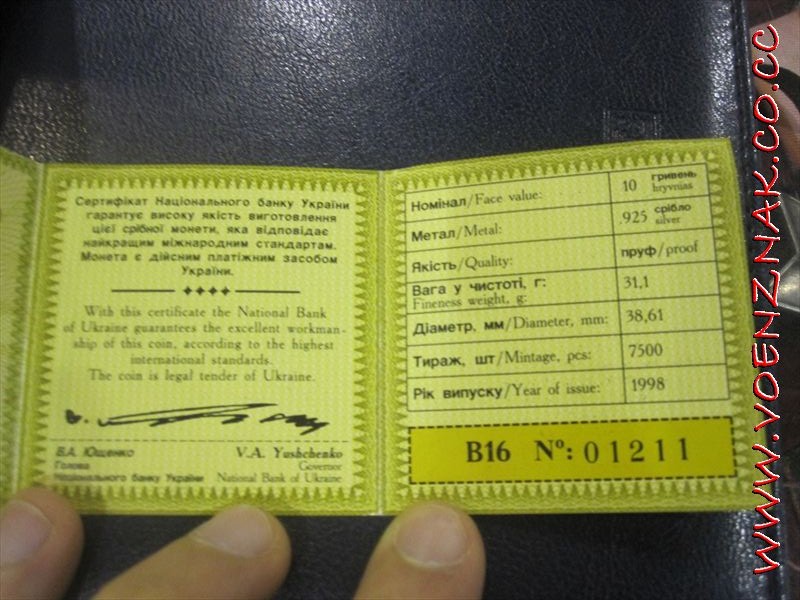 Сертифікат Національного банку України
гарантує високу якість виготовлення
цієї срібної монети, яка відповідає
найкращим міжнародним стандартам.
Монета є дійсним платіжним засобом
України.
With this certificate the National Bank
of Ukraine guarantees the excellent workman-
ship of this coin, according to the highest
international standards.
The coin is legal tender of Ukraine.
В.А. Ющенко
Голова
Національного банку України
V.A. Yushchenko
Governor
National Bank of Ukraine
Номінал/Face value: 10 гривень hryvnias
Метал/Metal: .925 срібло silver
Якість/Quality: пруф/proof
Вага у чистоті, г: 31,1
Fineness weight, g:
Діаметр, мм/Diameter, mm: 38,61
Тираж, шт/Mintage, pcs: 7500
Рік випуску/Year of issue: 1998
В16 №: 01211
www.VOENZNAK.CO.CC